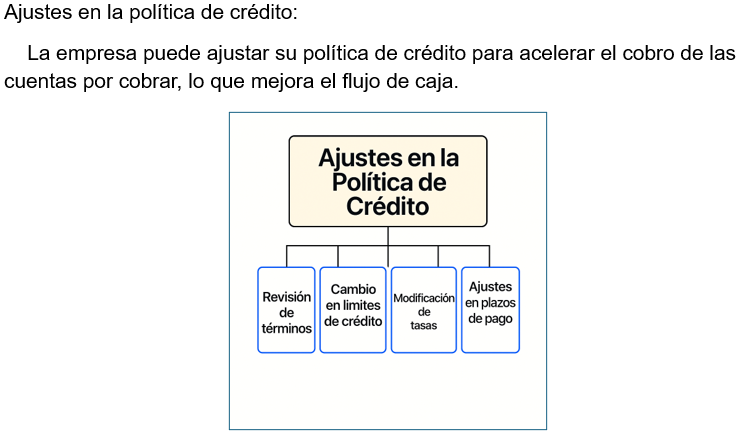 Ajustes en la política de crédito:
La empresa puede ajustar su política de crédito para acelerar el cobro de las
cuentas por cobrar, lo que mejora el flujo de caja.
Ajustes en la
Política de
Crédito
Revisión
de
términos
Cambio
en limites
de crédito
Modificación
de
tasas
Ajustes
en plazos
de pago